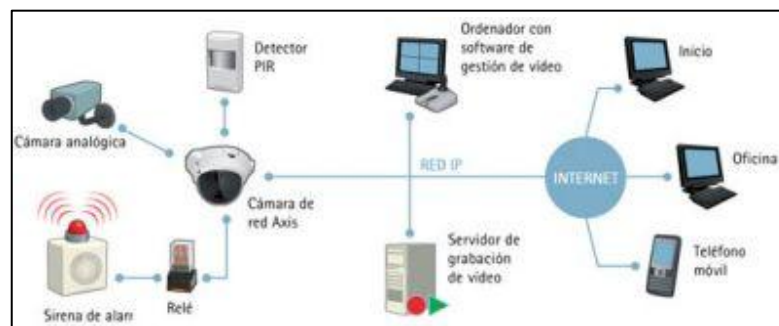 Detector
PIR
Ordenador con
software de
gestión de vídeo
Inicio
Cámara analógica
Cámara de
red Axis
RED IP
INTERNET
Oficina
Sirena de alarr
Relé
Servidor de
grabación
de vídeo
Teléfono
móvil